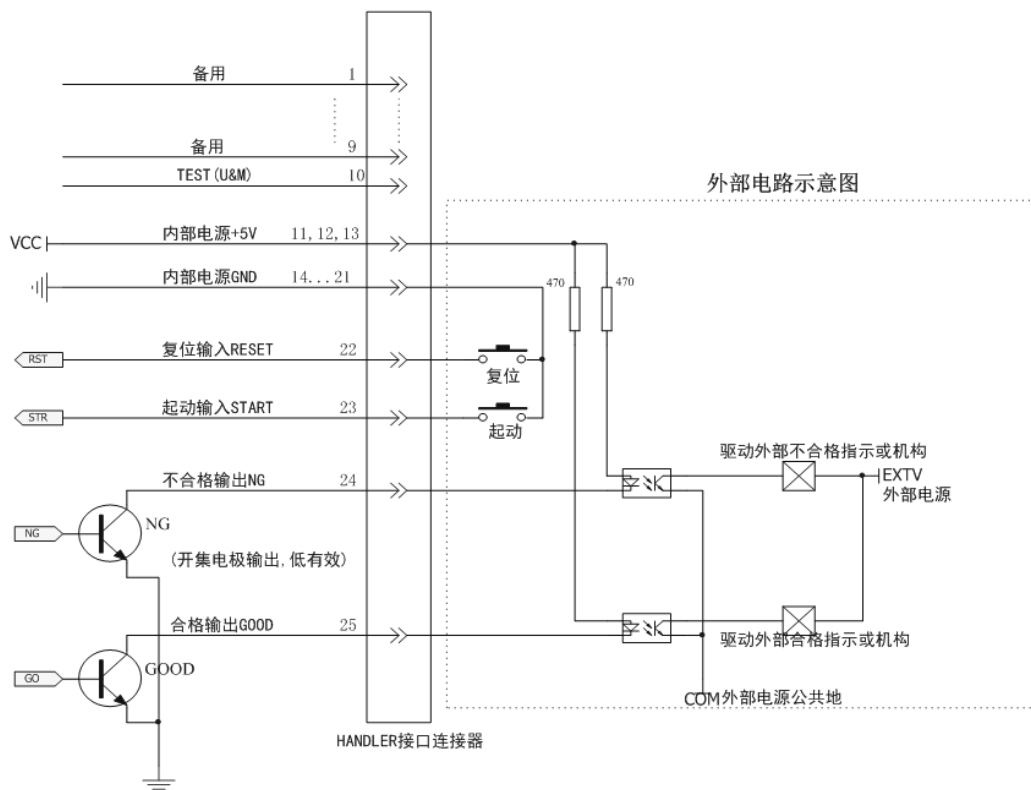 备用 1
备用 9
TEST(U&M) 10
外部电路示意图
VCC 内部电源+5V 11,12,13
内部电源GND 14...21
470 470
复位输入RESET 22
RST
复位
起动输入START 23
STR
起动
驱动外部不合格指示或机构
不合格输出NG 24
EXTV
外部电源
NG NG
(开集电极输出,低有效)
合格输出GOOD 25
驱动外部合格指示或机构
GO GOOD
COM外部电源公共地
HANDLER接口连接器